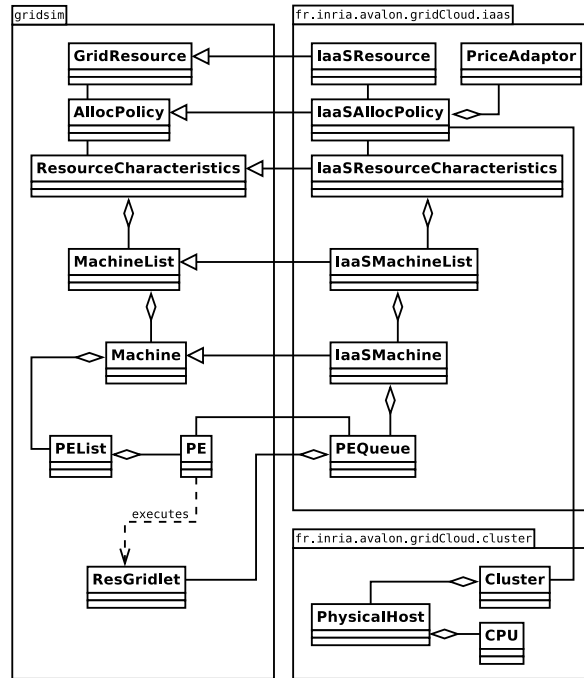 gridsim
fr.inria.avalon.gridCloud.iaas
GridResource
IaaSResource
PriceAdaptor
AllocPolicy
IaaSAllocPolicy
ResourceCharacteristics
IaaSResourceCharacteristics
MachineList
IaaSMachineList
Machine
IaaSMachine
PEList
PE
PEQueue
executes
fr.inria.avalon.gridCloud.cluster
ResGridlet
Cluster
PhysicalHost
CPU